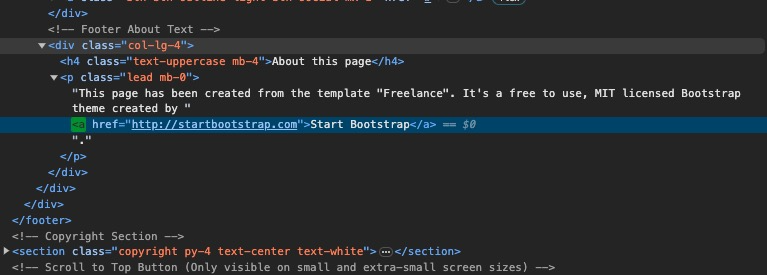 </div>
<!-- Footer About Text -->
▼<div class="col-lg-4">
<h4 class="text-uppercase mb-4">About this page</h4>
▼<p class="lead mb-0">
"This page has been created from the template "Freelance". It's a free to use, MIT licensed Bootstrap
theme created by "
<a href="http://startbootstrap.com">Start Bootstrap</a> == $0
"."
</p>
</div>
</div>
</div>
</footer>
<!-- Copyright Section -->
▶<section class="copyright py-4 text-center text-white">…</section>
<!-- Scroll to Top Button (Only visible on small and extra-small screen sizes) -->